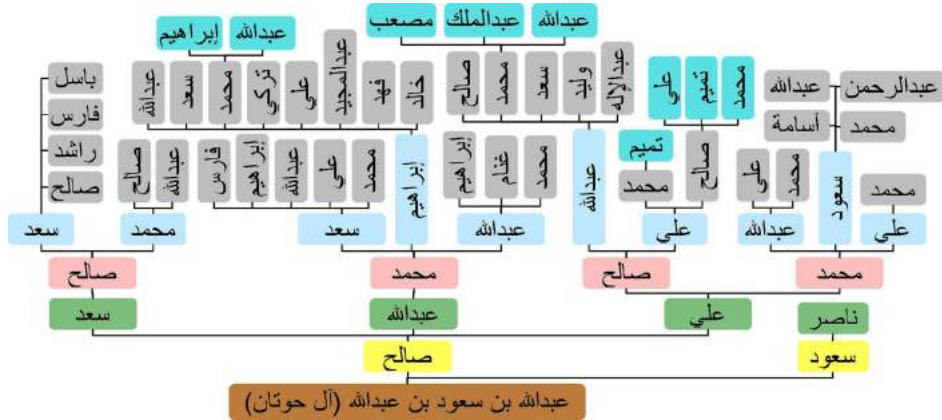 عبدالله مصعب عبدالملك عبدالله إبراهيم
عبدالإله وليد سعد محمد صالح خالد فهد عبدالمجيد علي تركي محمد سعد عبدالله
محمد تميم علي
عبدالرحمن عبدالله باسل
محمد أسامة فارس
تميم راشد
محمد علي صالح محمد محمد غنام إبراهيم محمد علي عبدالله إبراهيم فارس عبدالله صالح صالح
محمد
علي سعود عبدالله علي عبدالله عبدالله إبراهيم سعد محمد سعد
محمد صالح محمد صالح
ناصر علي عبدالله سعد
سعود صالح
عبدالله بن سعود بن عبدالله (آل حوتان)